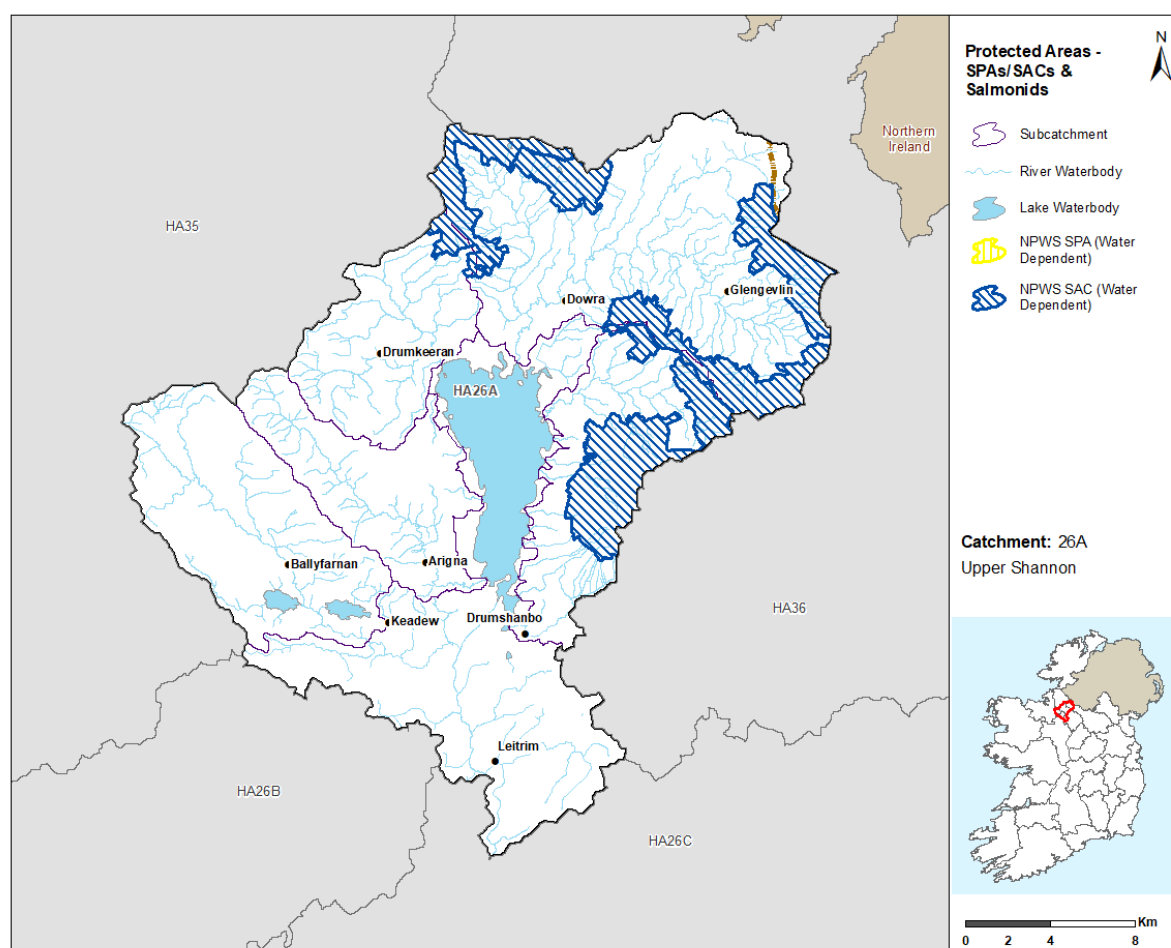 Protected Areas -
SPAs/SACs &
Salmonids
N
Subcatchment
River Waterbody
Lake Waterbody
NPWS SPA (Water
Dependent)
NPWS SAC (Water
Dependent)
Northern
Ireland
HA35
Glengevlin
Dowra
Drumkeeran
HA26A
Ballyfarnan
Arigna
Keadew
Drumshanbo
HA36
Leitrim
HA26B
HA26C
Catchment: 26A
Upper Shannon
Km
0 2 4 8